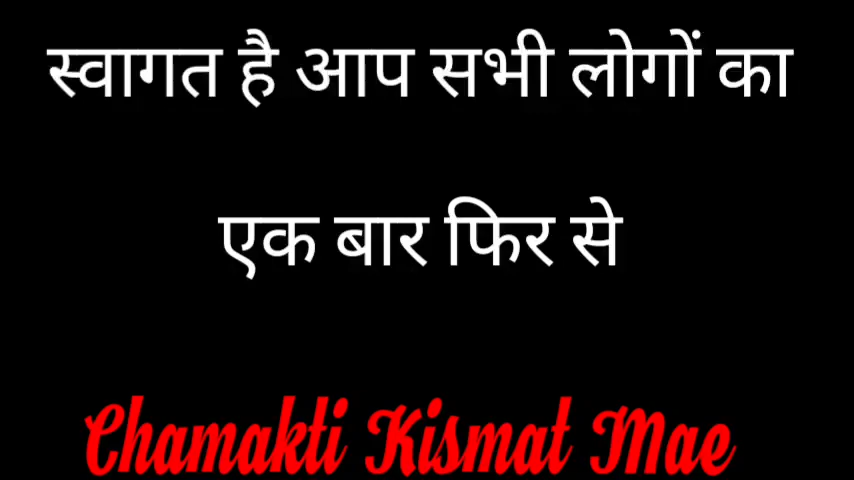 स्वागत है आप सभी लोगों का
एक बार फिर से
Chamakti Kismat Mae